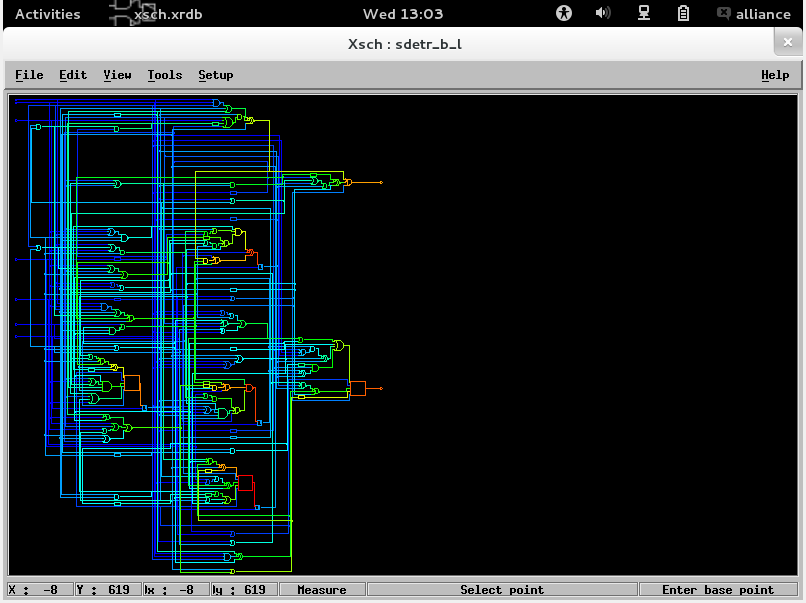 Activities xsch.xrdb Wed 13:03 alliance
Xsch : sdetr_b_l
File Edit View Tools Setup Help
X : -8 Y : 619 Dx : -8 Dy : 619 Measure Select point Enter base point